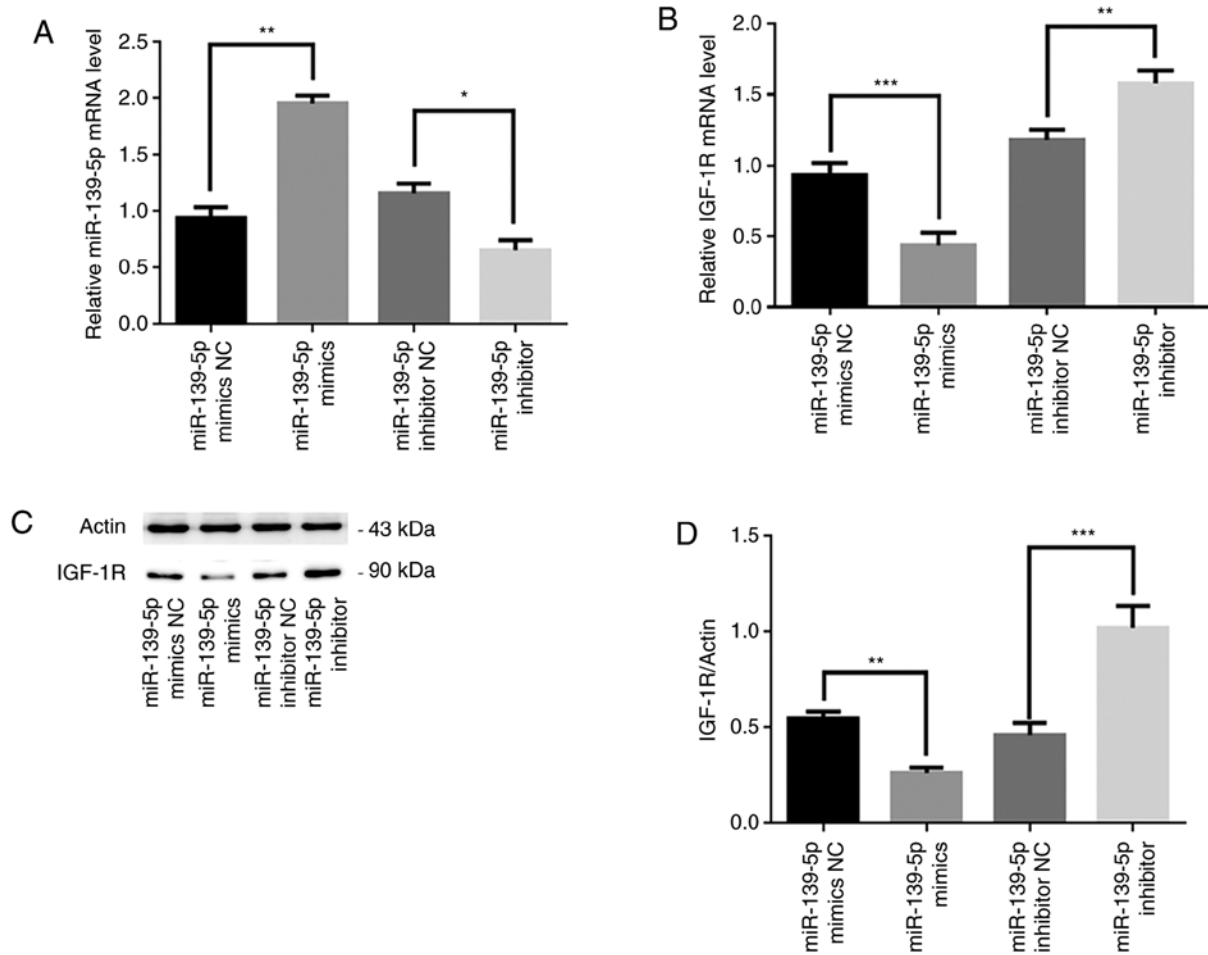 A
Relative miR-139-5p mRNA level
2.5
2.0
1.5
1.0
0.5
0.0
**
*
miR-139-5p
mimics NC
miR-139-5p
mimics
miR-139-5p
inhibitor NC
miR-139-5p
inhibitor
B
Relative IGF-1R mRNA level
2.0
1.5
1.0
0.5
0.0
***
**
miR-139-5p
mimics NC
miR-139-5p
mimics
miR-139-5p
inhibitor NC
miR-139-5p
inhibitor
C
Actin
- 43 kDa
IGF-1R
- 90 kDa
miR-139-5p
mimics NC
miR-139-5p
mimics
miR-139-5p
inhibitor NC
miR-139-5p
inhibitor
D
IGF-1R/Actin
1.5
1.0
0.5
0.0
**
***
miR-139-5p
mimics NC
miR-139-5p
mimics
miR-139-5p
inhibitor NC
miR-139-5p
inhibitor